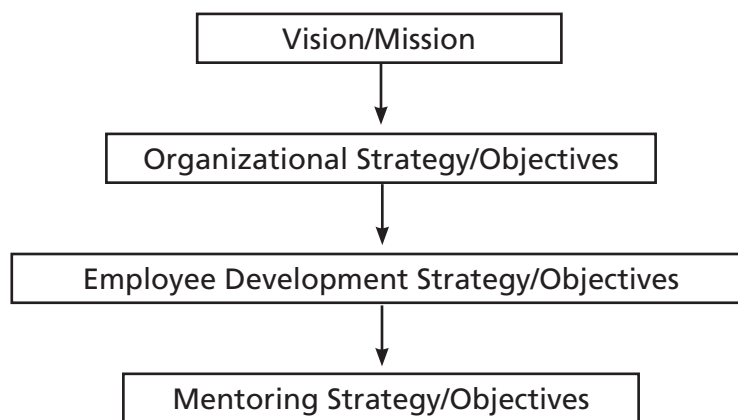 Vision/Mission
Organizational Strategy/Objectives
Employee Development Strategy/Objectives
Mentoring Strategy/Objectives